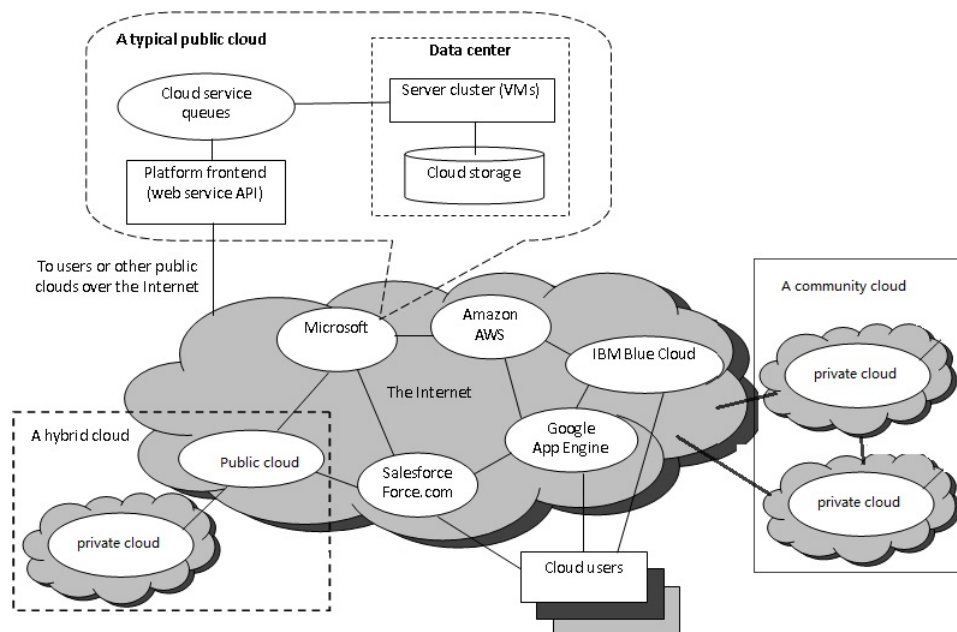 A typical public cloud
Data center
Cloud service
queues
Server cluster (VMs)
Platform frontend
(web service API)
Cloud storage
To users or other public
clouds over the Internet
A community cloud
Microsoft
Amazon
AWS
IBM Blue Cloud
private cloud
The Internet
A hybrid cloud
Public cloud
Google
App Engine
Salesforce
Force.com
private cloud
private cloud
Cloud users